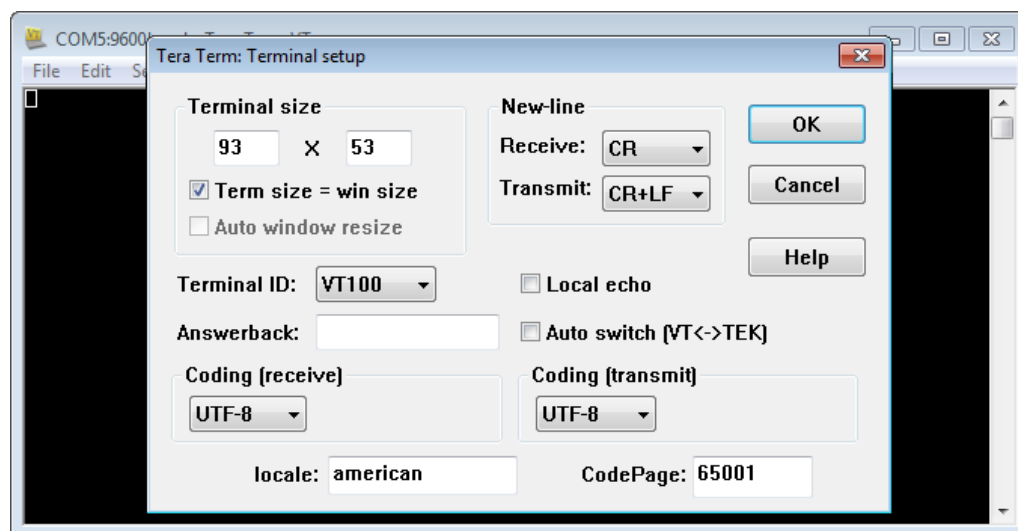 COM5:9600
Tera Term: Terminal setup
File Edit
Terminal size
93 X 53
Term size = win size
Auto window resize
New-line
Receive: CR
Transmit: CR+LF
OK
Cancel
Help
Terminal ID: VT100
Local echo
Answerback:
Auto switch (VT<->TEK)
Coding (receive)
UTF-8
Coding (transmit)
UTF-8
locale: american
CodePage: 65001